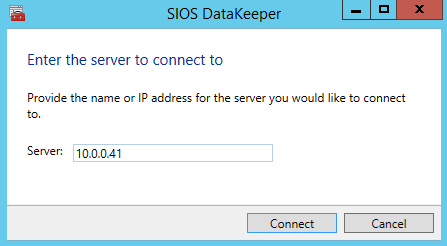 SIOS DataKeeper
Enter the server to connect to
Provide the name or IP address for the server you would like to connect
to.
Server: 10.0.0.41
Connect Cancel